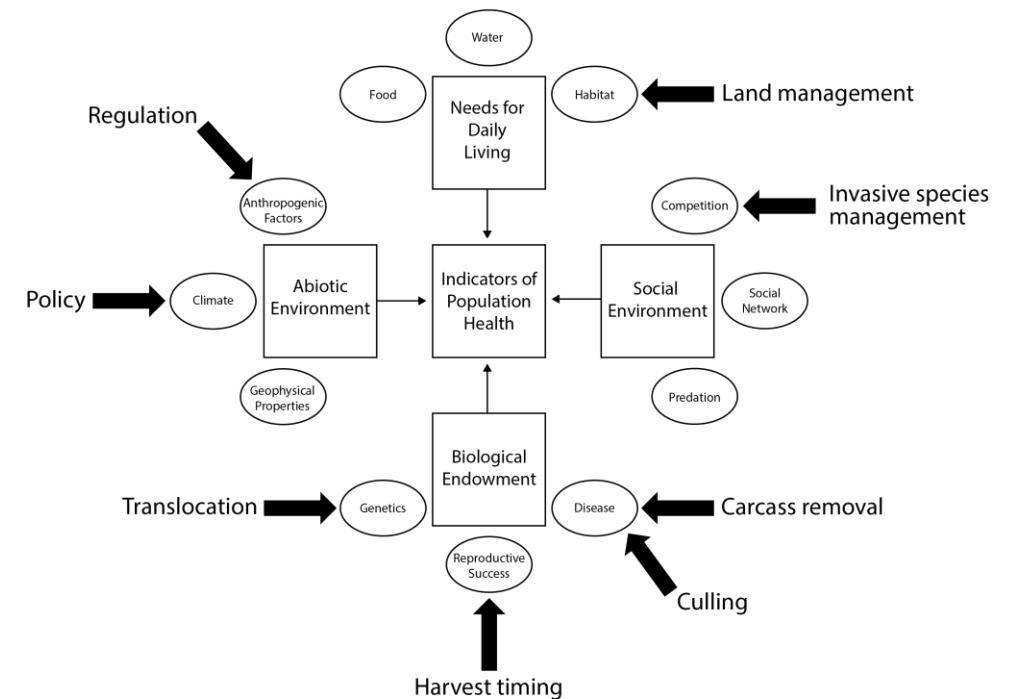 Water
Food
Habitat
Land management
Needs for
Daily
Living
Regulation
Anthropogenic
Factors
Competition
Invasive species
management
Policy
Climate
Abiotic
Environment
Indicators of
Population
Health
Social
Environment
Social
Network
Geophysical
Properties
Predation
Biological
Endowment
Translocation
Genetics
Disease
Carcass removal
Reproductive
Success
Culling
Harvest timing